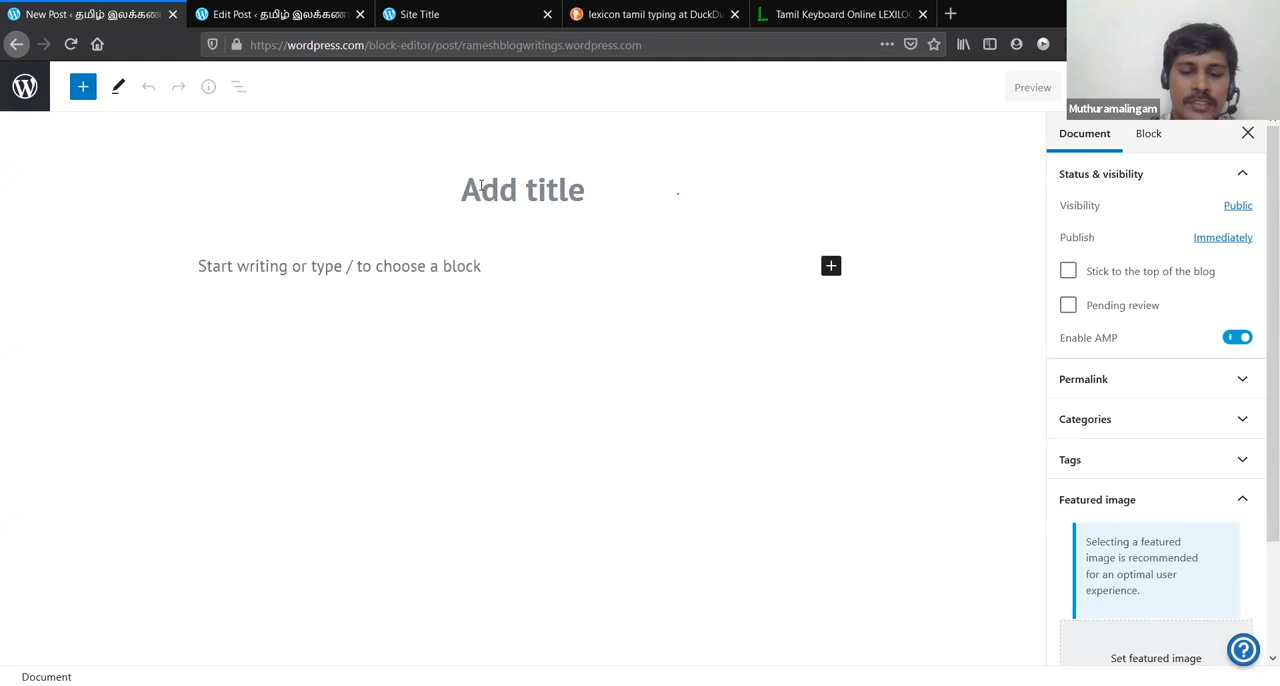 New Post ‹ தமிழ் இலக்கண
Edit Post ‹ தமிழ் இலக்கண
Site Title
lexicon tamil typing at DuckDu
Tamil Keyboard Online LEXILO
https://wordpress.com/block-editor/post/rameshblogwritings.wordpress.com
Preview
Muthuramalingam
Document
Block
Add title
Start writing or type / to choose a block
Status & visibility
Visibility
Public
Publish
Immediately
Stick to the top of the blog
Pending review
Enable AMP
Permalink
Categories
Tags
Featured image
Selecting a featured
image is recommended
for an optimal user
experience.
Set featured image
Document